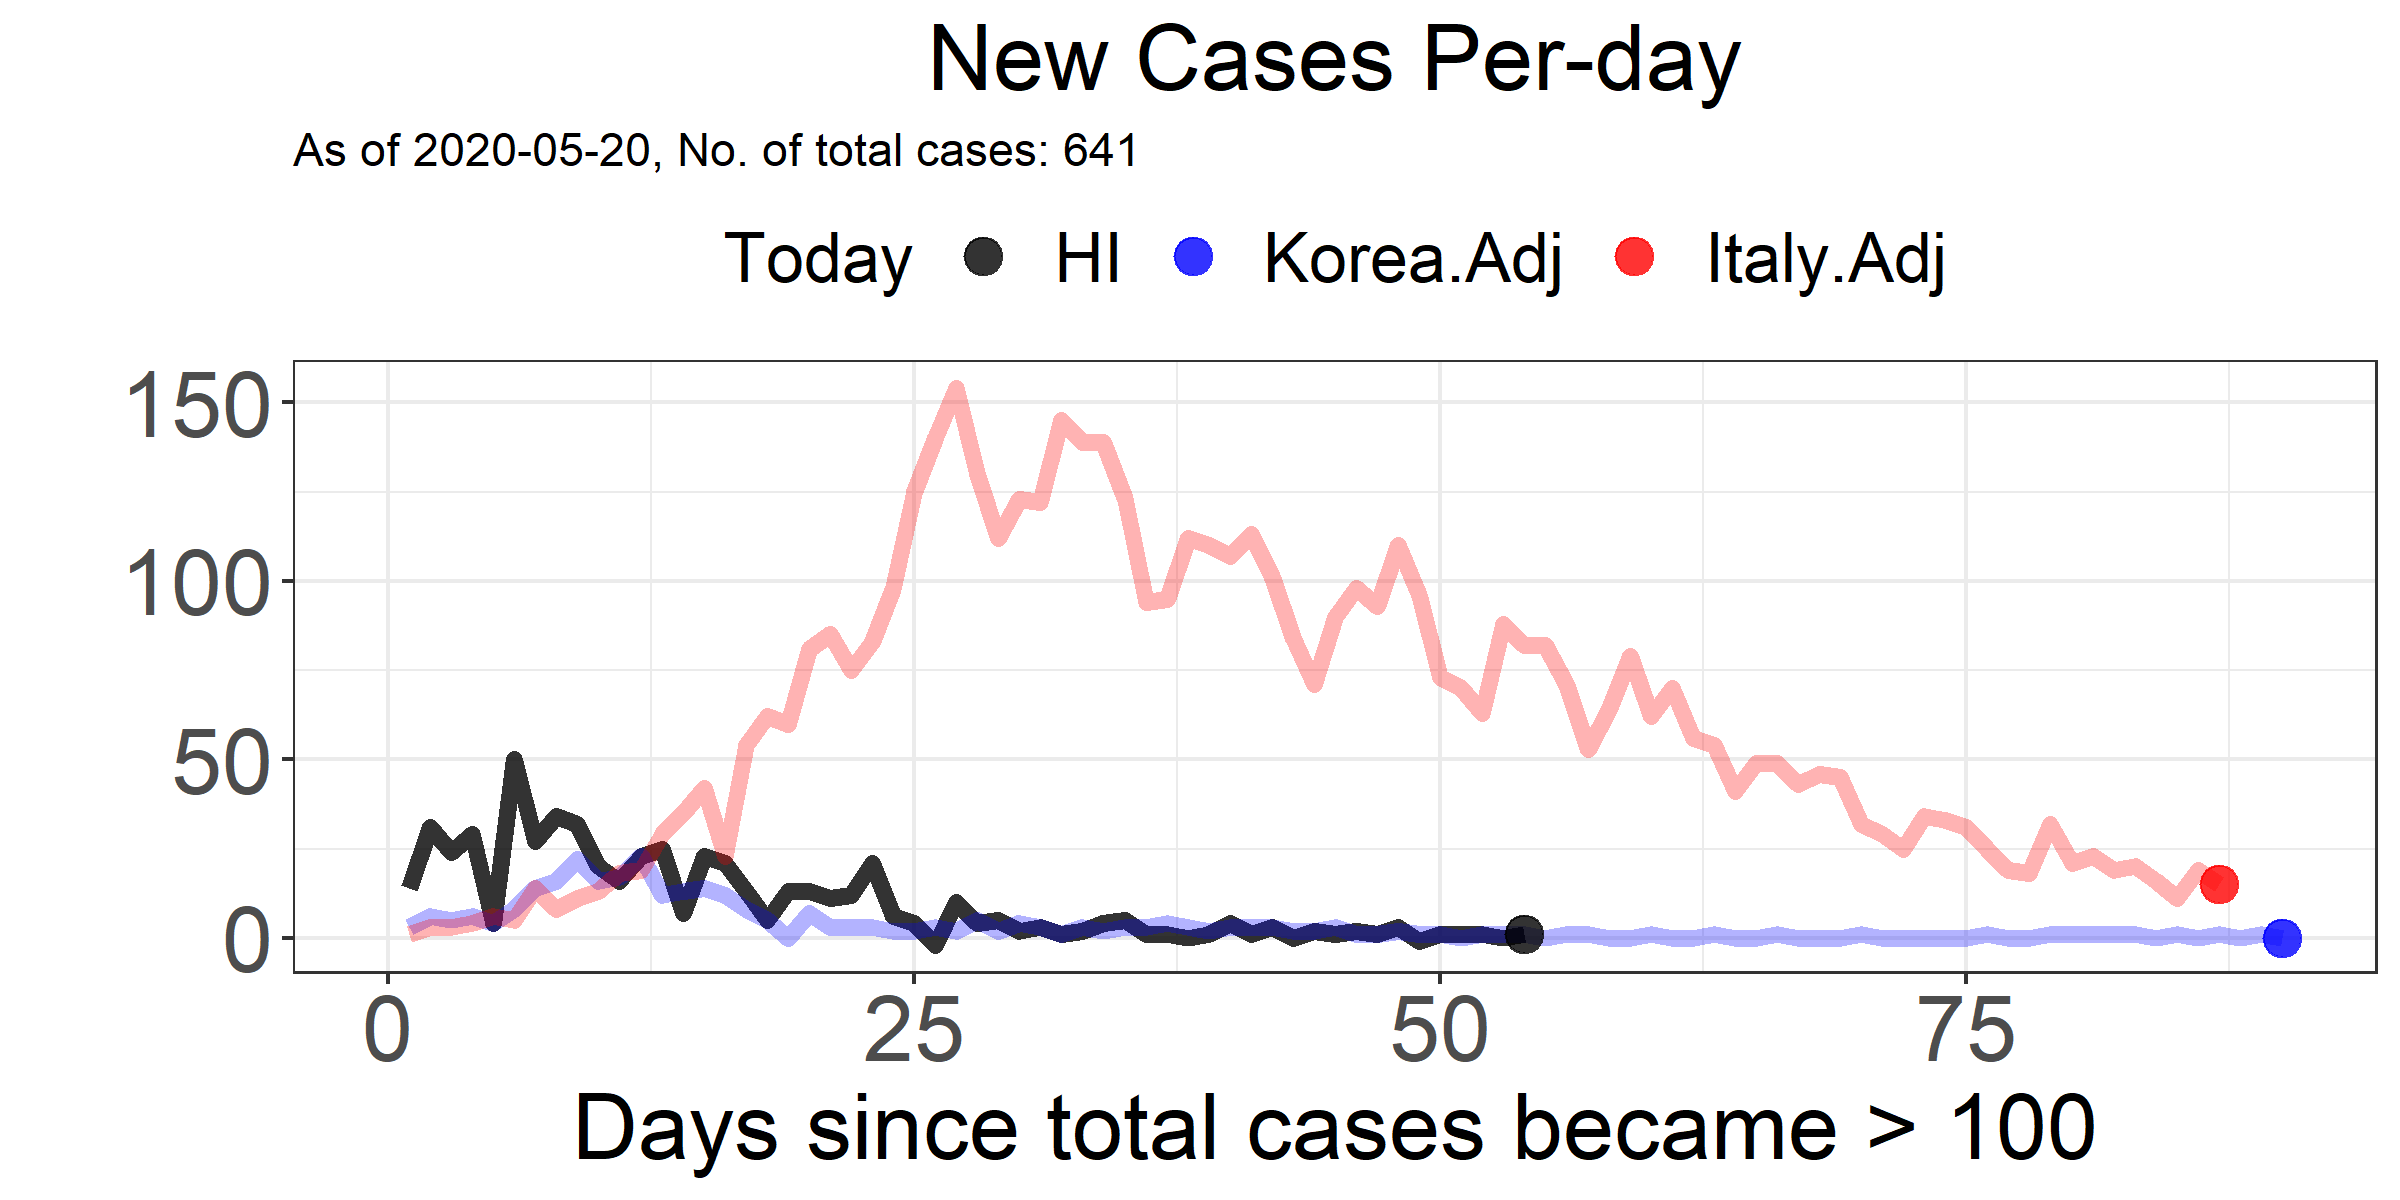 New Cases Per-day
As of 2020-05-20, No. of total cases: 641
Today HI Korea.Adj Italy.Adj
150
100
50
0
0 25 50 75
Days since total cases became > 100